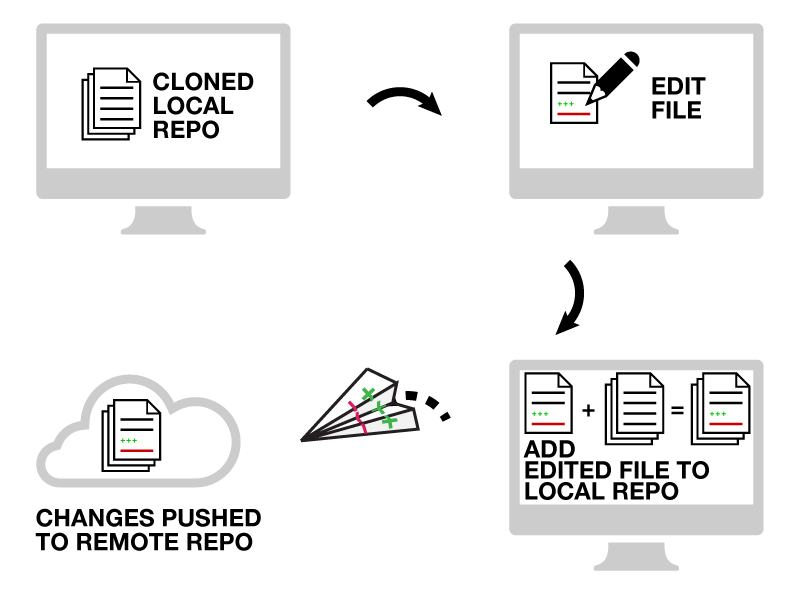 CLONED
LOCAL
REPO
EDIT
FILE
+++
+++ + = +++
ADD
EDITED FILE TO
LOCAL REPO
+++
CHANGES PUSHED
TO REMOTE REPO